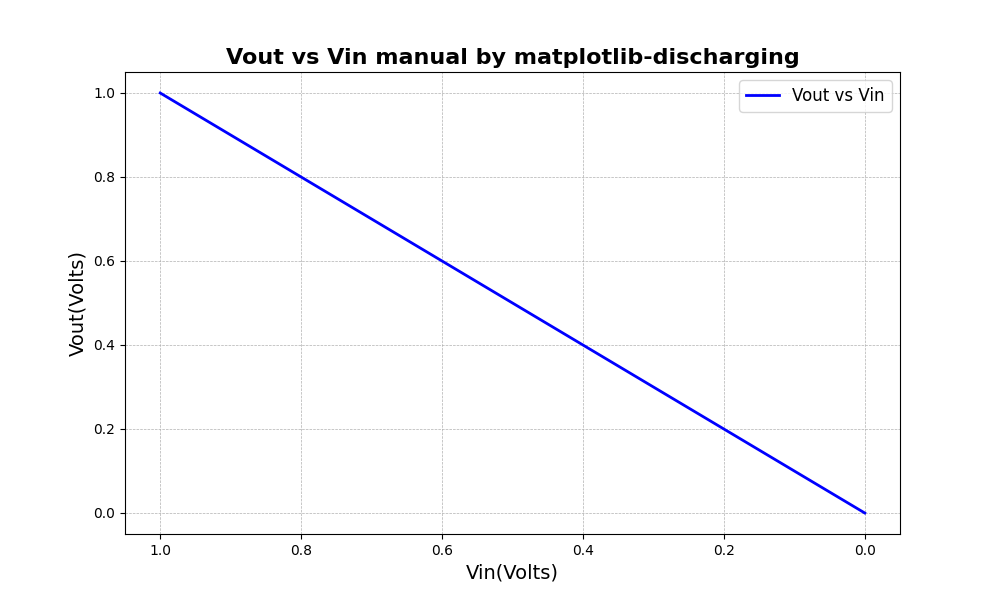 Vout vs Vin manual by matplotlib-discharging
Vout vs Vin
1.0
0.8
0.6
0.4
0.2
0.0
Vout(Volts)
1.0 0.8 0.6 0.4 0.2 0.0
Vin(Volts)